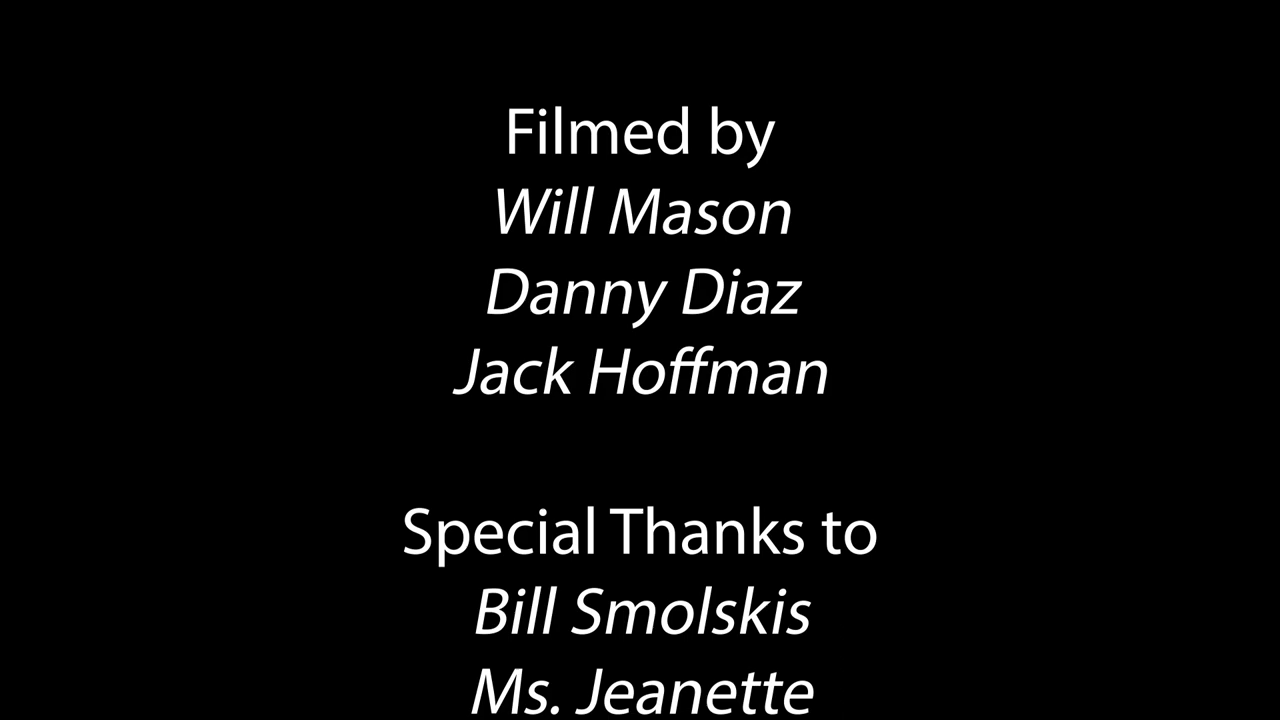 Filmed by
Will Mason
Danny Diaz
Jack Hoffman
Special Thanks to
Bill Smolskis
Ms. Jeanette